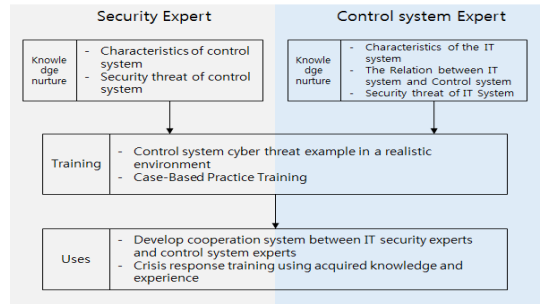 Security Expert
Control system Expert
Knowle
dge
nurture
- Characteristics of control
system
- Security threat of control
system
Knowle
dge
nurture
- Characteristics of the IT
system
- The Relation between IT
system and Control system
- Security threat of IT System
Training
- Control system cyber threat example in a realistic
environment
- Case-Based Practice Training
Uses
- Develop cooperation system between IT security experts
and control system experts
- Crisis response training using acquired knowledge and
experience